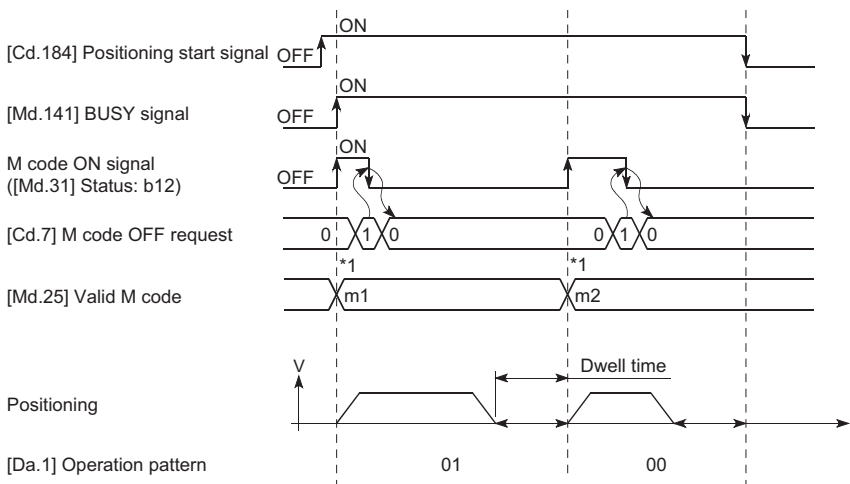 ON
[Cd.184] Positioning start signal OFF
ON
[Md.141] BUSY signal OFF
ON
M code ON signal
([Md.31] Status: b12) OFF
[Cd.7] M code OFF request 0 1 0 0 1 0
*1 *1
[Md.25] Valid M code m1 m2
V Dwell time
Positioning
[Da.1] Operation pattern 01 00